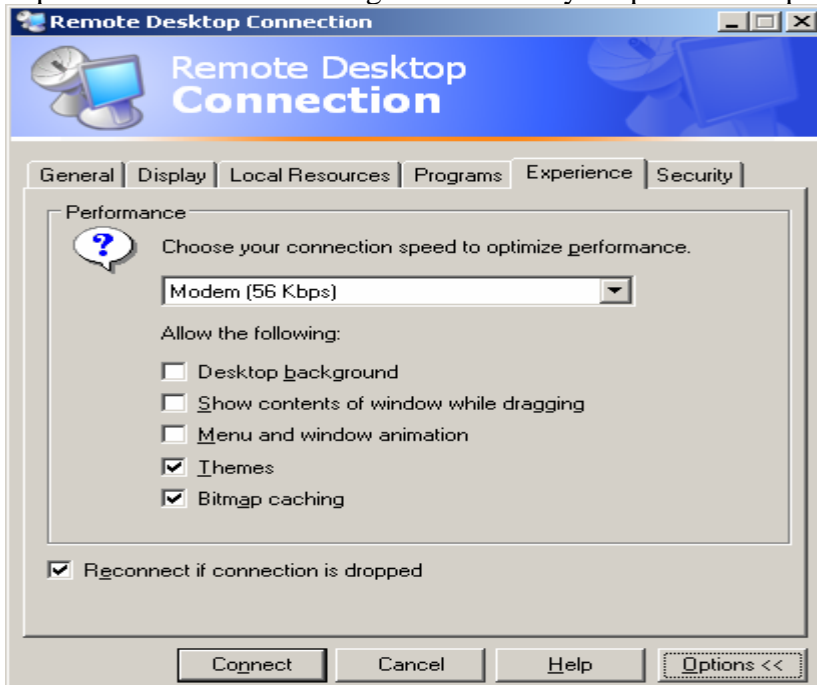 Remote Desktop Connection
Remote Desktop
Connection
General Display Local Resources Programs Experience Security
Performance
Choose your connection speed to optimize performance.
Modem (56 Kbps)
Allow the following:
Desktop background
Show contents of window while dragging
Menu and window animation
Themes
Bitmap caching
Reconnect if connection is dropped
Connect Cancel Help Options <<